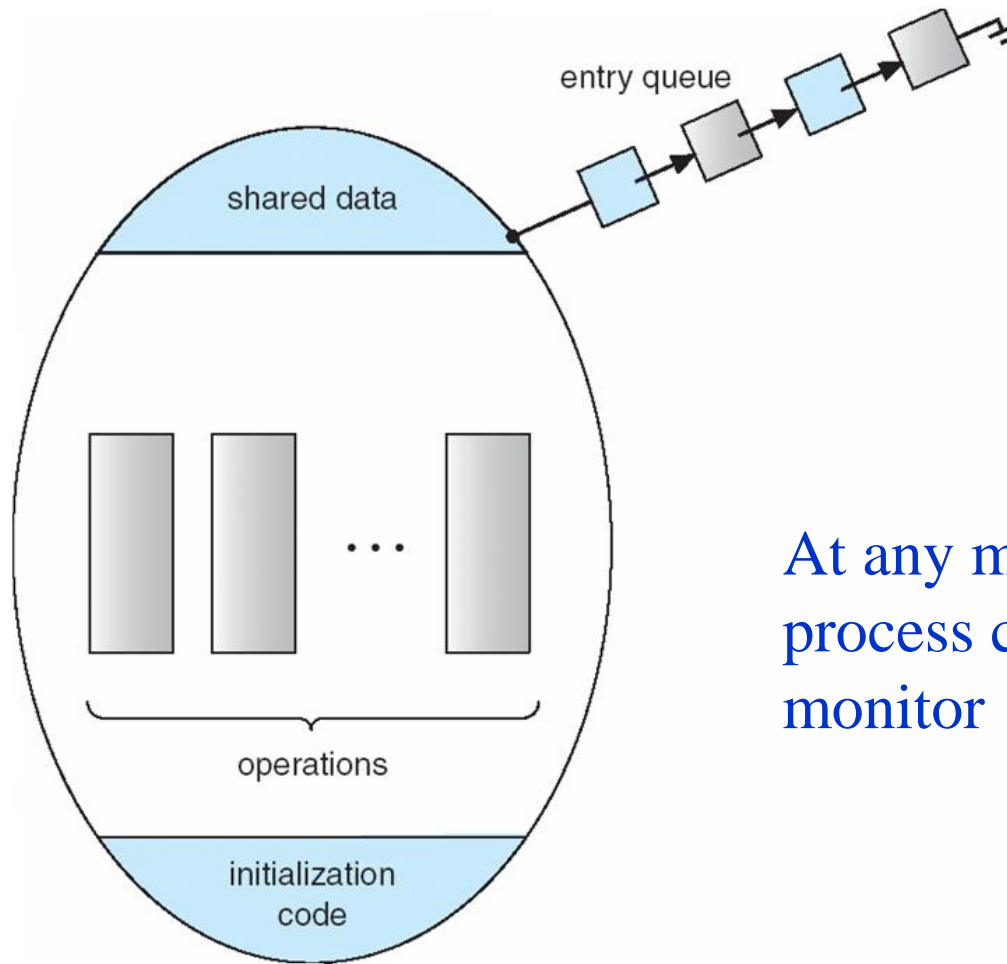 entry queue
shared data
• • •
At any m
process c
monitor
operations
initialization
code